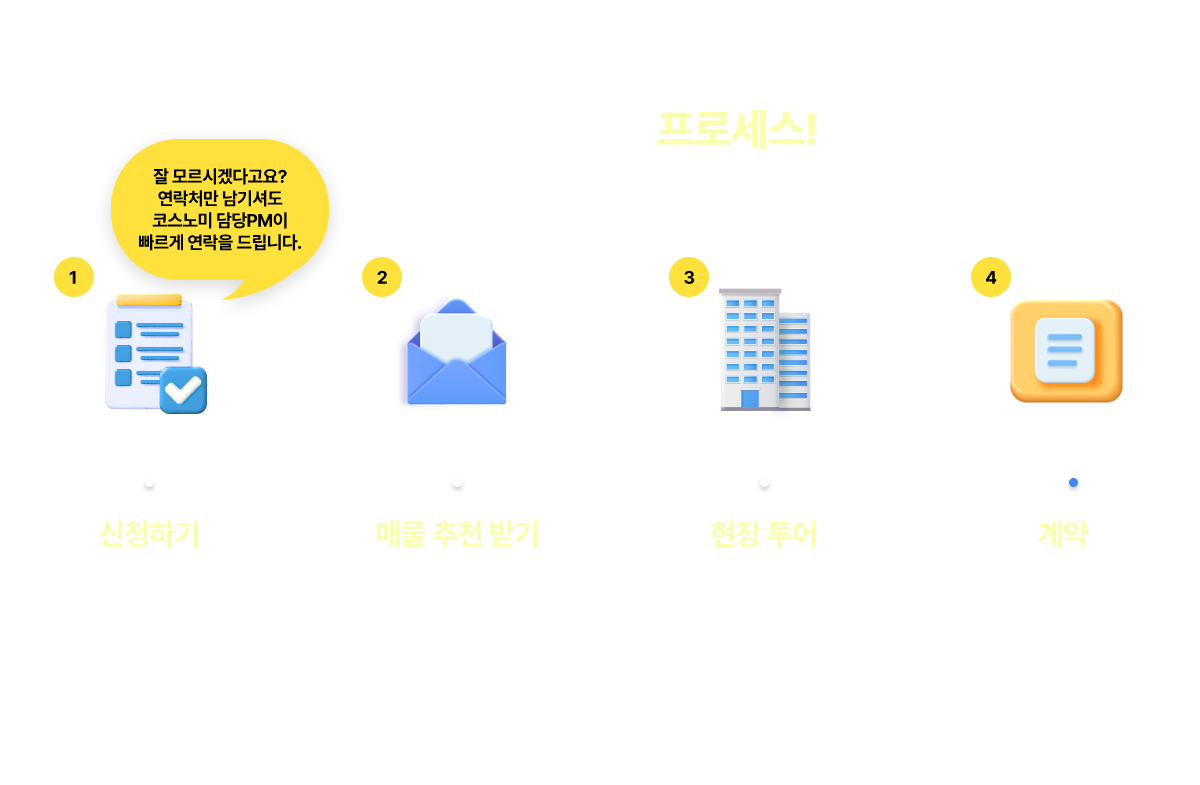 프로세스!
잘 모르시겠다고요?
연락처만 남기셔도
코스노미 담당PM이
빠르게 연락을 드립니다.
1
2
3
4
신청하기
매물 추천 받기
현장 투어
계약